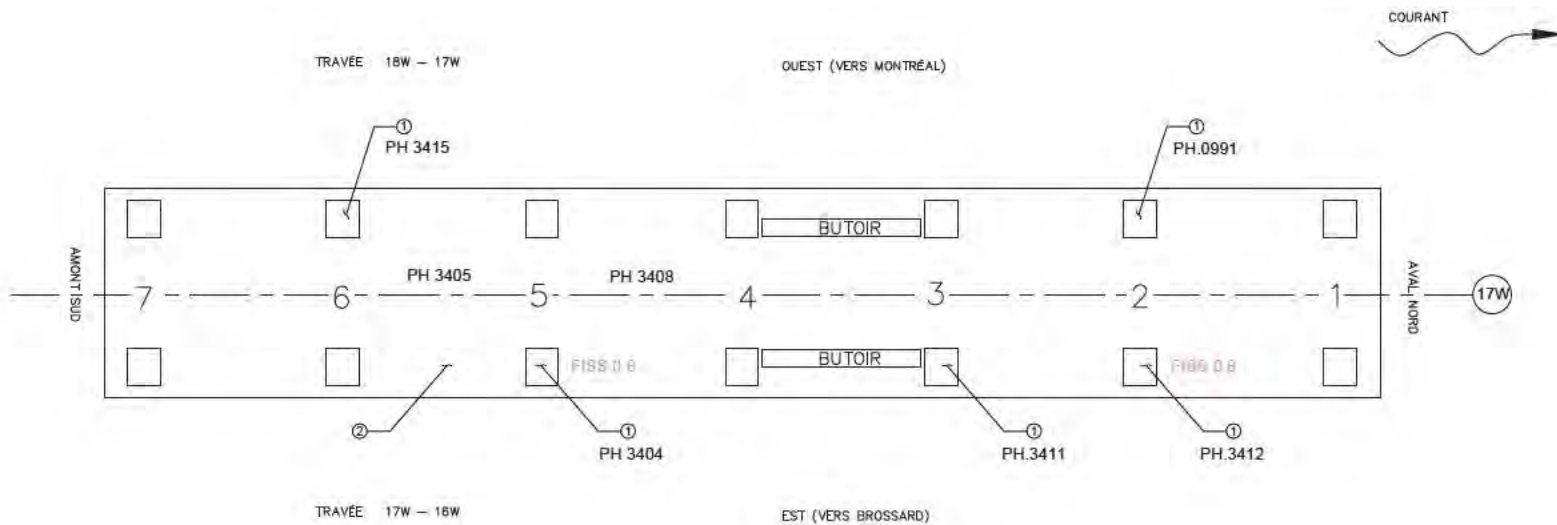 COURANT
TRAVÉE 18W – 17W
OUEST (VERS MONTRÉAL)
①
PH 3415
①
PH.0991
BUTOIR
AMONT SUD
7
6
PH 3405
5
PH 3408
4
3
2
1
AVAL NORD
17W
BUTOIR
FISS 0.8
FISS 0.8
②
①
PH 3404
①
PH.3411
①
PH.3412
TRAVÉE 17W – 16W
EST (VERS BROSSARD)